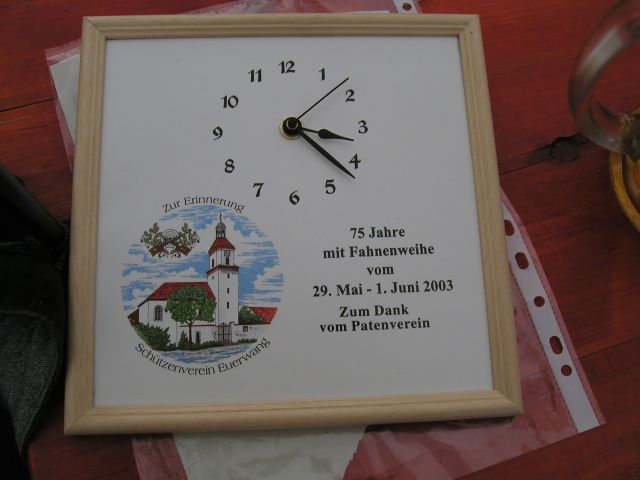 12
1
2
3
4
5
6
7
8
9
10
11
Zur Erinnerung
Schützenverein Euerwang
75 Jahre
mit Fahnenweihe
vom
29. Mai - 1. Juni 2003
Zum Dank
vom Patenverein